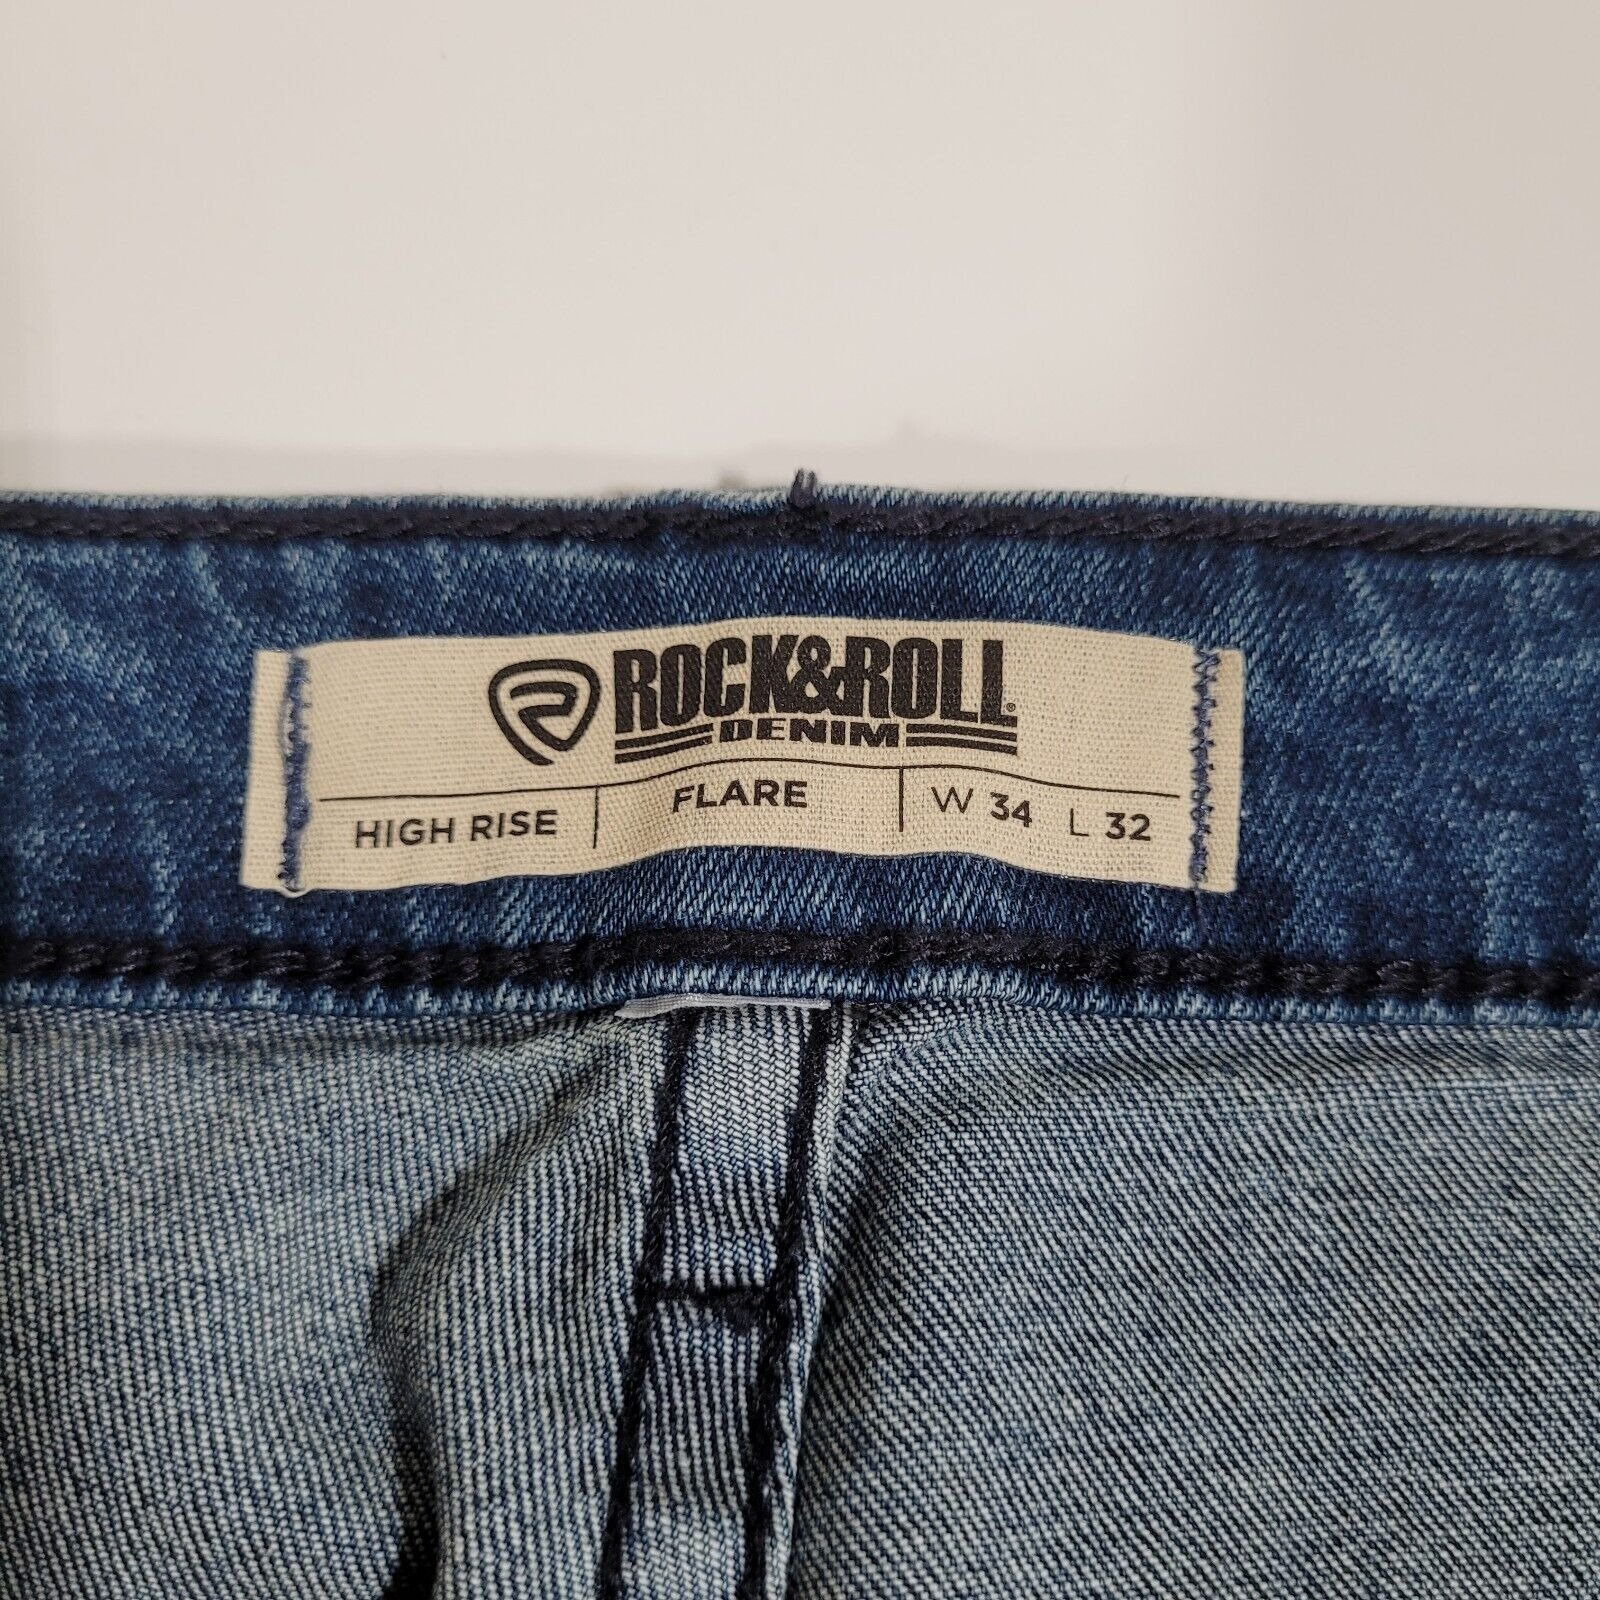 ROCK&ROLL®
DENIM
HIGH RISE FLARE W 34 L 32